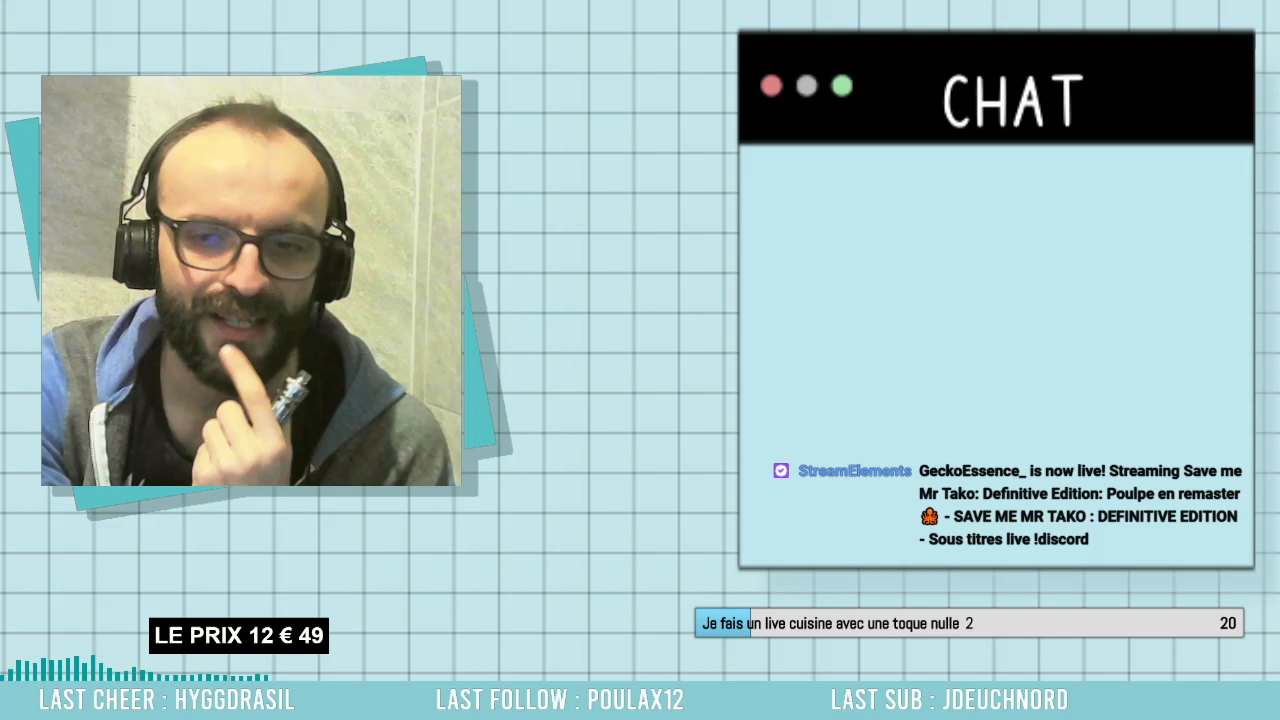 CHAT
StreamElements GeckoEssence_ is now live! Streaming Save me
Mr Tako: Definitive Edition: Poulpe en remaster
🐙 - SAVE ME MR TAKO : DEFINITIVE EDITION
- Sous titres live !discord
Je fais un live cuisine avec une toque nulle 2 20
LE PRIX 12 € 49
LAST CHEER : HYGGDRASIL LAST FOLLOW : POULAX12 LAST SUB : JDEUCHNORD